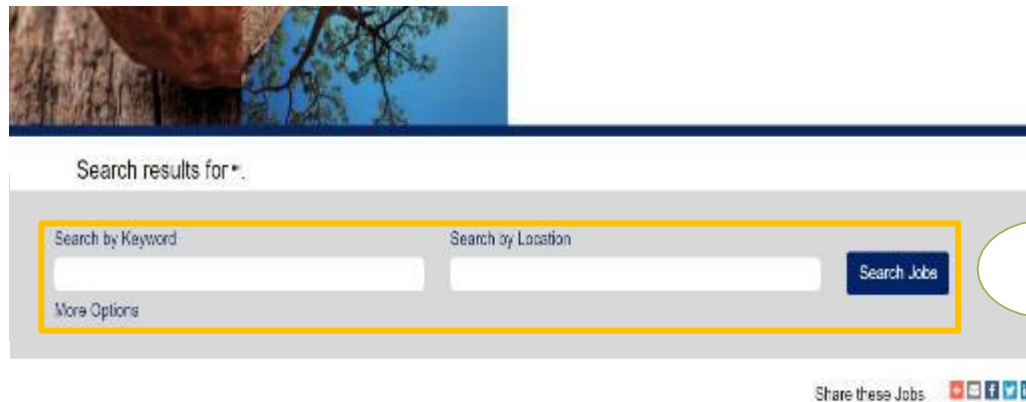 Search results for".
Search by Keyword
Search by Location
Search Jobs
More Options
Share these Jobs